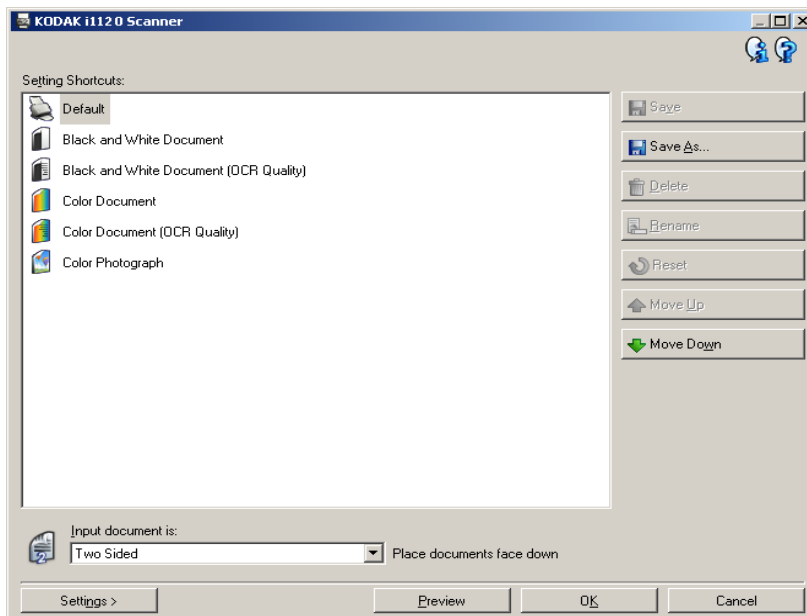 KODAK i1120 Scanner
Setting Shortcuts:
Default
Black and White Document
Black and White Document (OCR Quality)
Color Document
Color Document (OCR Quality)
Color Photograph
Save
Save As...
Delete
Rename
Reset
Move Up
Move Down
Input document is:
2
Two Sided
Place documents face down
Settings >
Preview
OK
Cancel